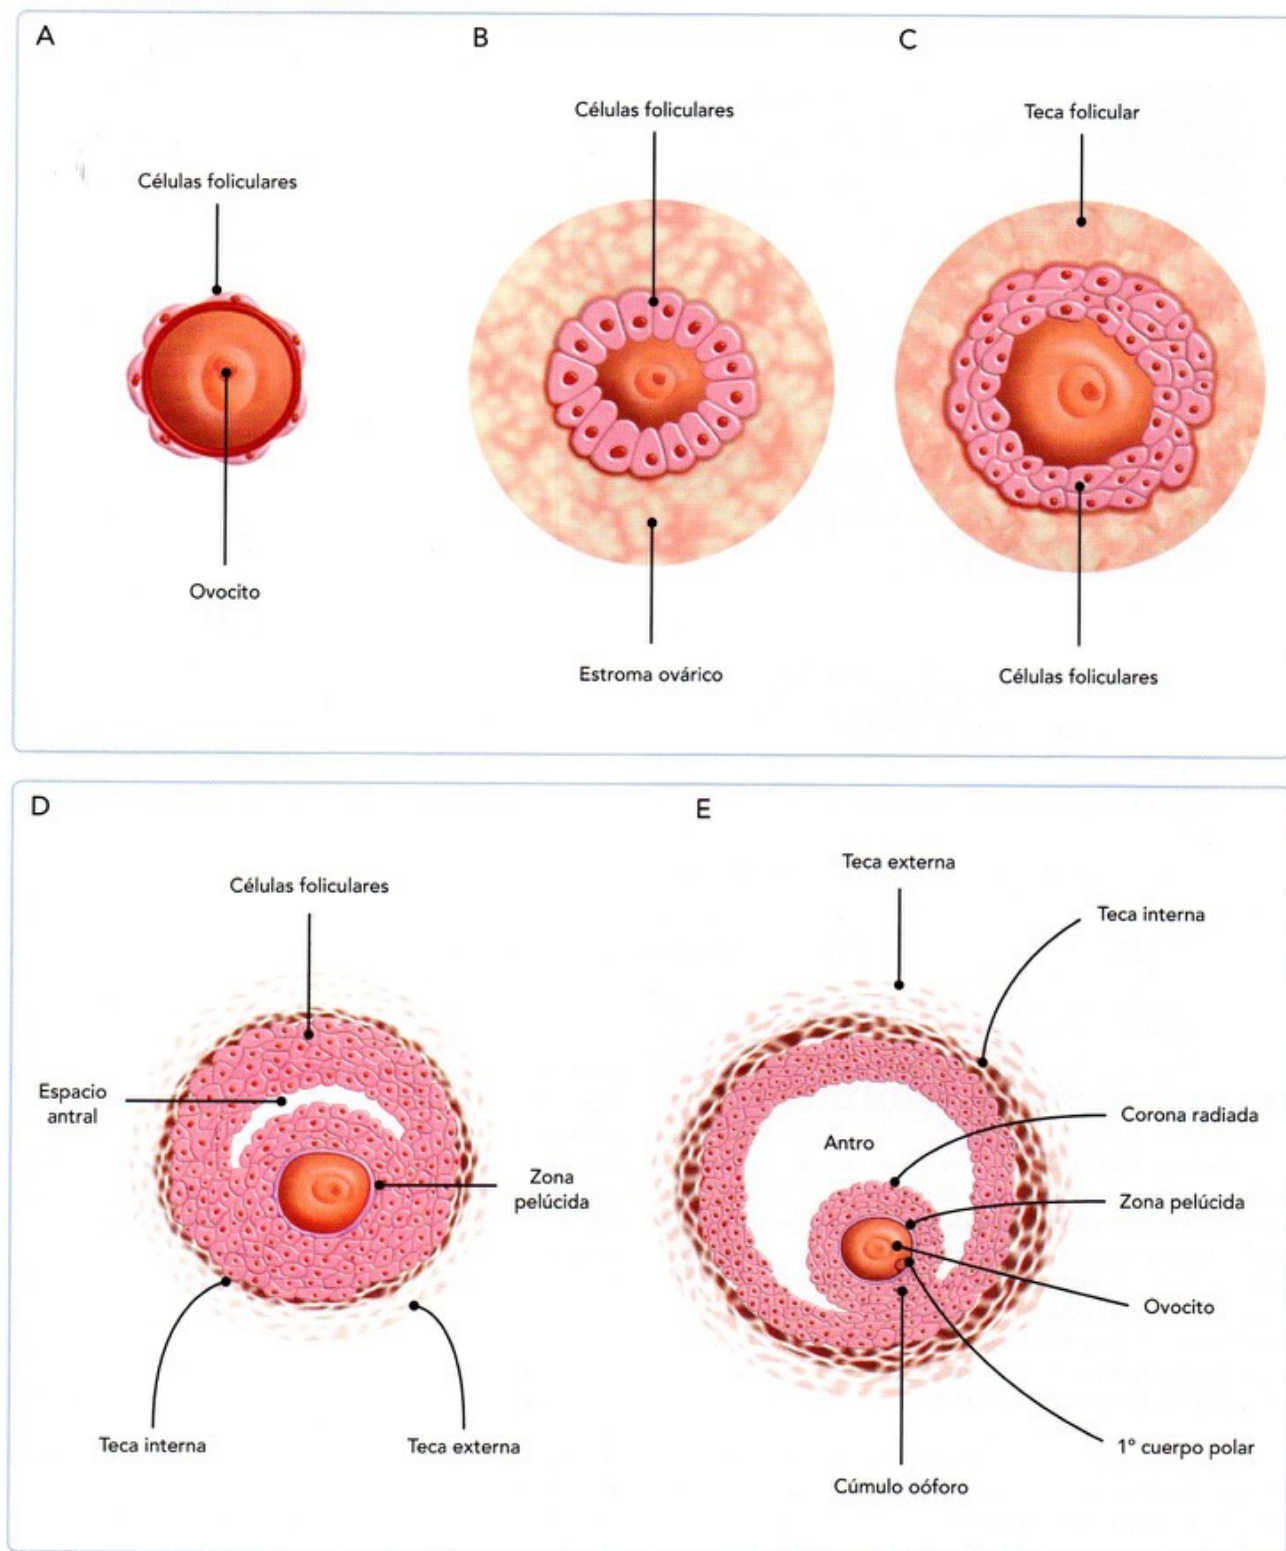 A
B
C
Células foliculares
Teca folicular
Células foliculares
Ovocito
Estroma ovárico
Células foliculares
D
E
Teca externa
Células foliculares
Teca interna
Espacio
antral
Corona radiada
Antro
Zona
pelúcida
Zona pelúcida
Ovocito
Teca interna
Teca externa
1º cuerpo polar
Cúmulo oóforo